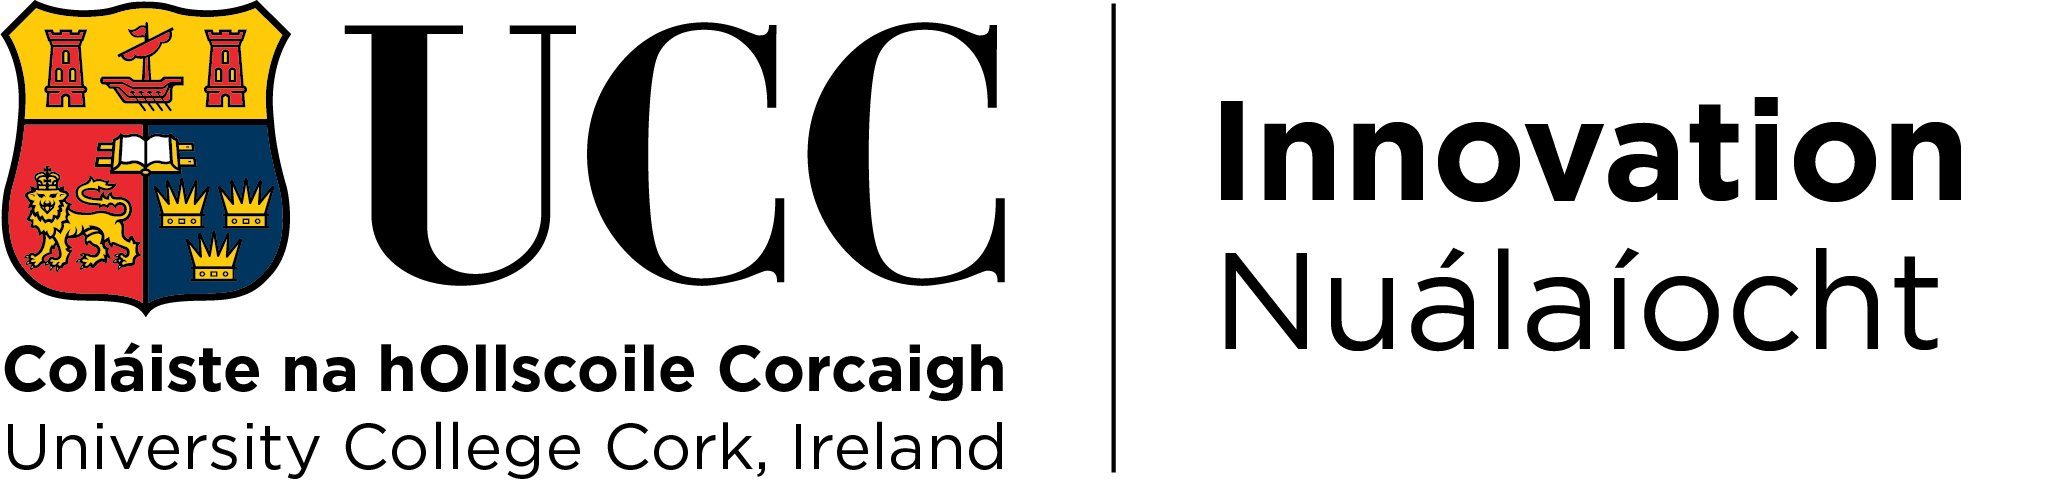 UCC
Coláiste na hOllscoile Corcaigh
University College Cork, Ireland
Innovation
Nuálaíocht